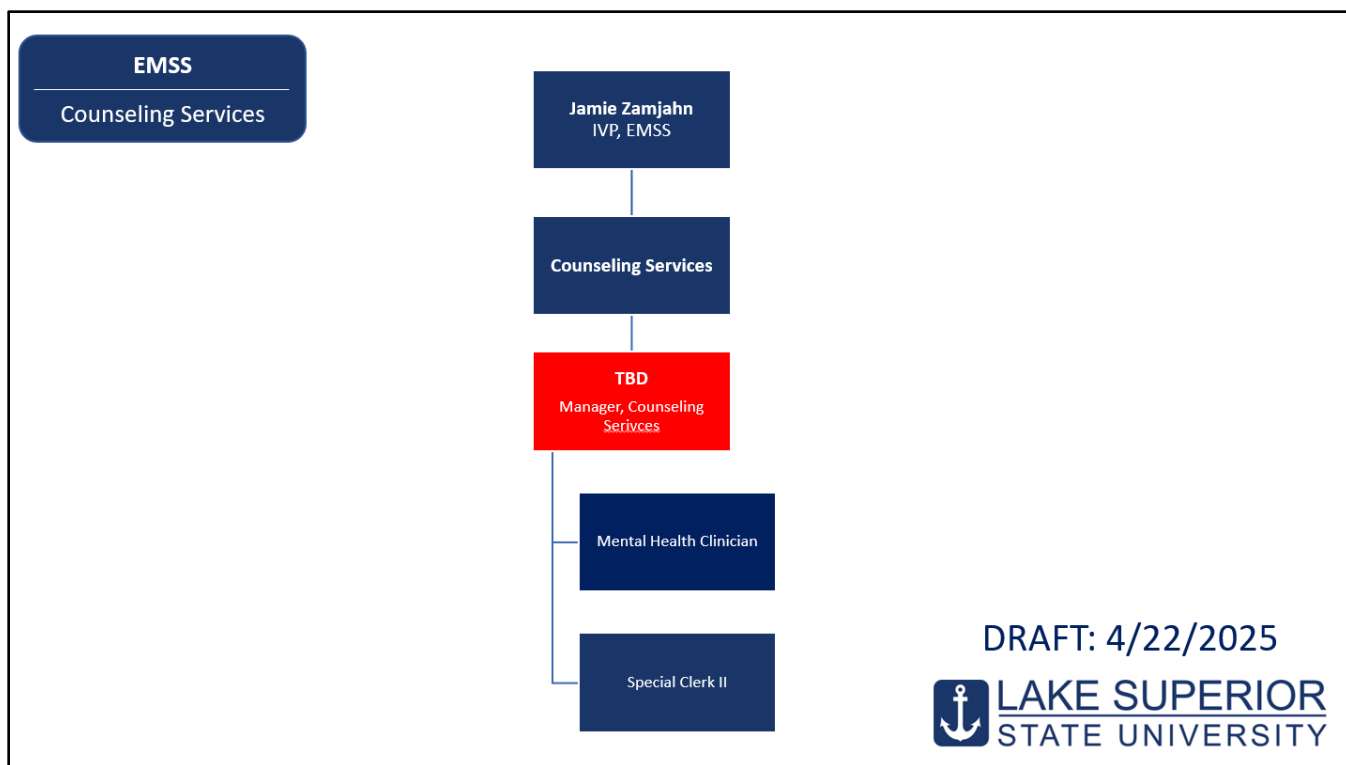 EMSS
Counseling Services
Jamie Zamjahn
IVP, EMSS
Counseling Services
TBD
Manager, Counseling
Serivces
Mental Health Clinician
Special Clerk II
DRAFT: 4/22/2025
LAKE SUPERIOR
STATE UNIVERSITY